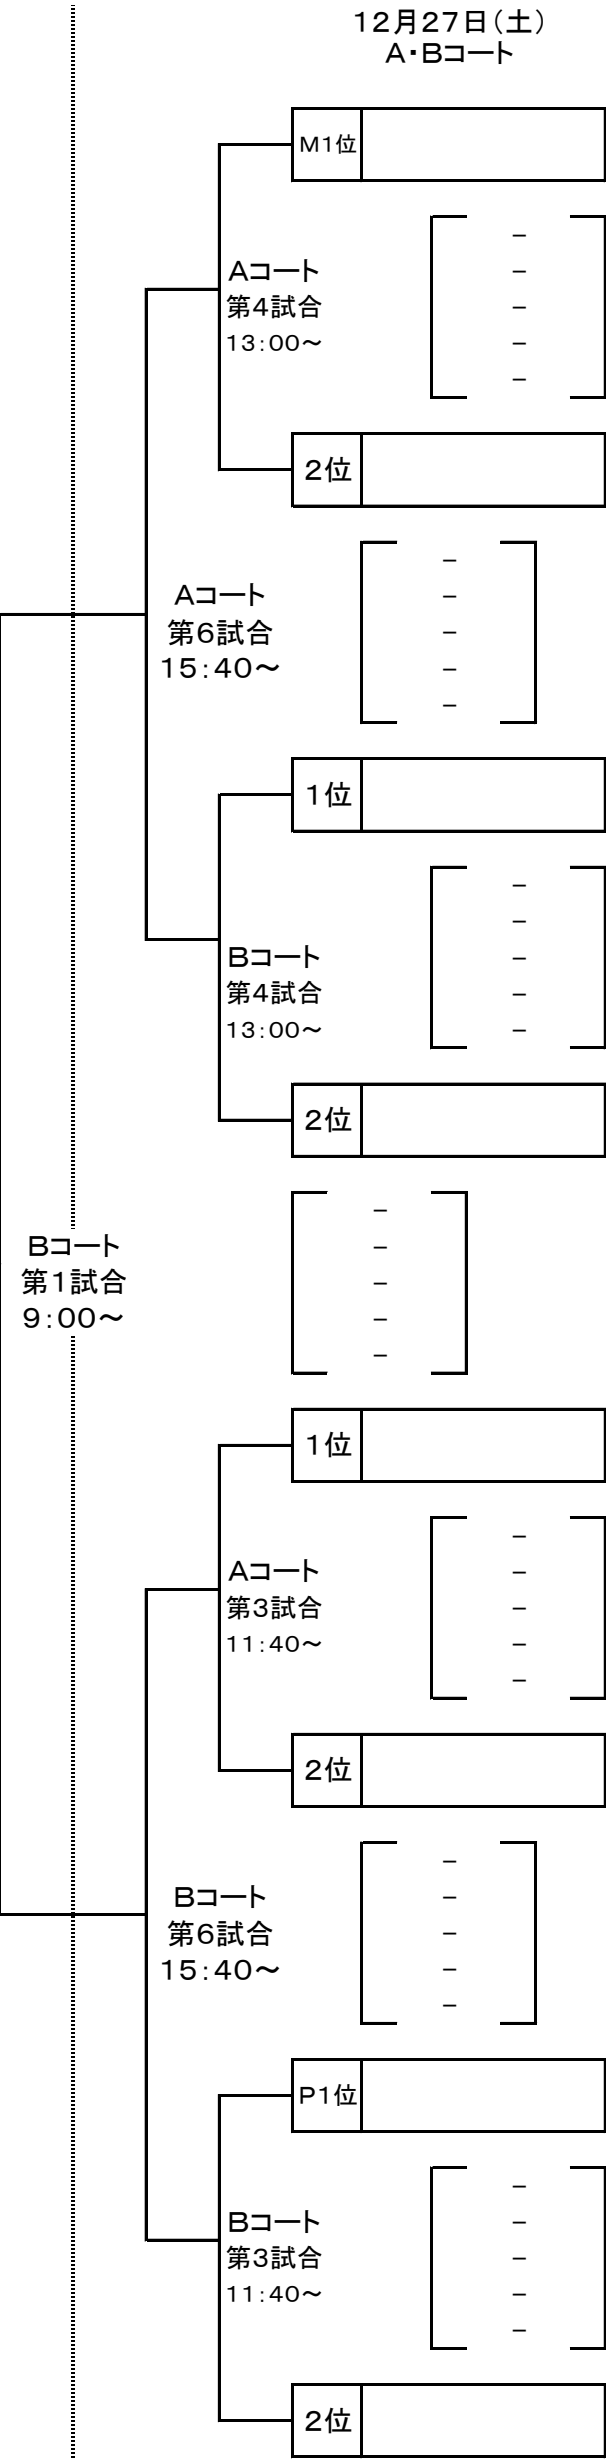 12月27日(土)
A・Bコート
M1位
Aコート
第4試合
13:00～
－
－
－
－
－
2位
Aコート
第6試合
15:40～
－
－
－
－
－
1位
Bコート
第4試合
13:00～
－
－
－
－
－
2位
Bコート
第1試合
9:00～
－
－
－
－
－
1位
Aコート
第3試合
11:40～
－
－
－
－
－
2位
Bコート
第6試合
15:40～
－
－
－
－
－
P1位
Bコート
第3試合
11:40～
－
－
－
－
－
2位